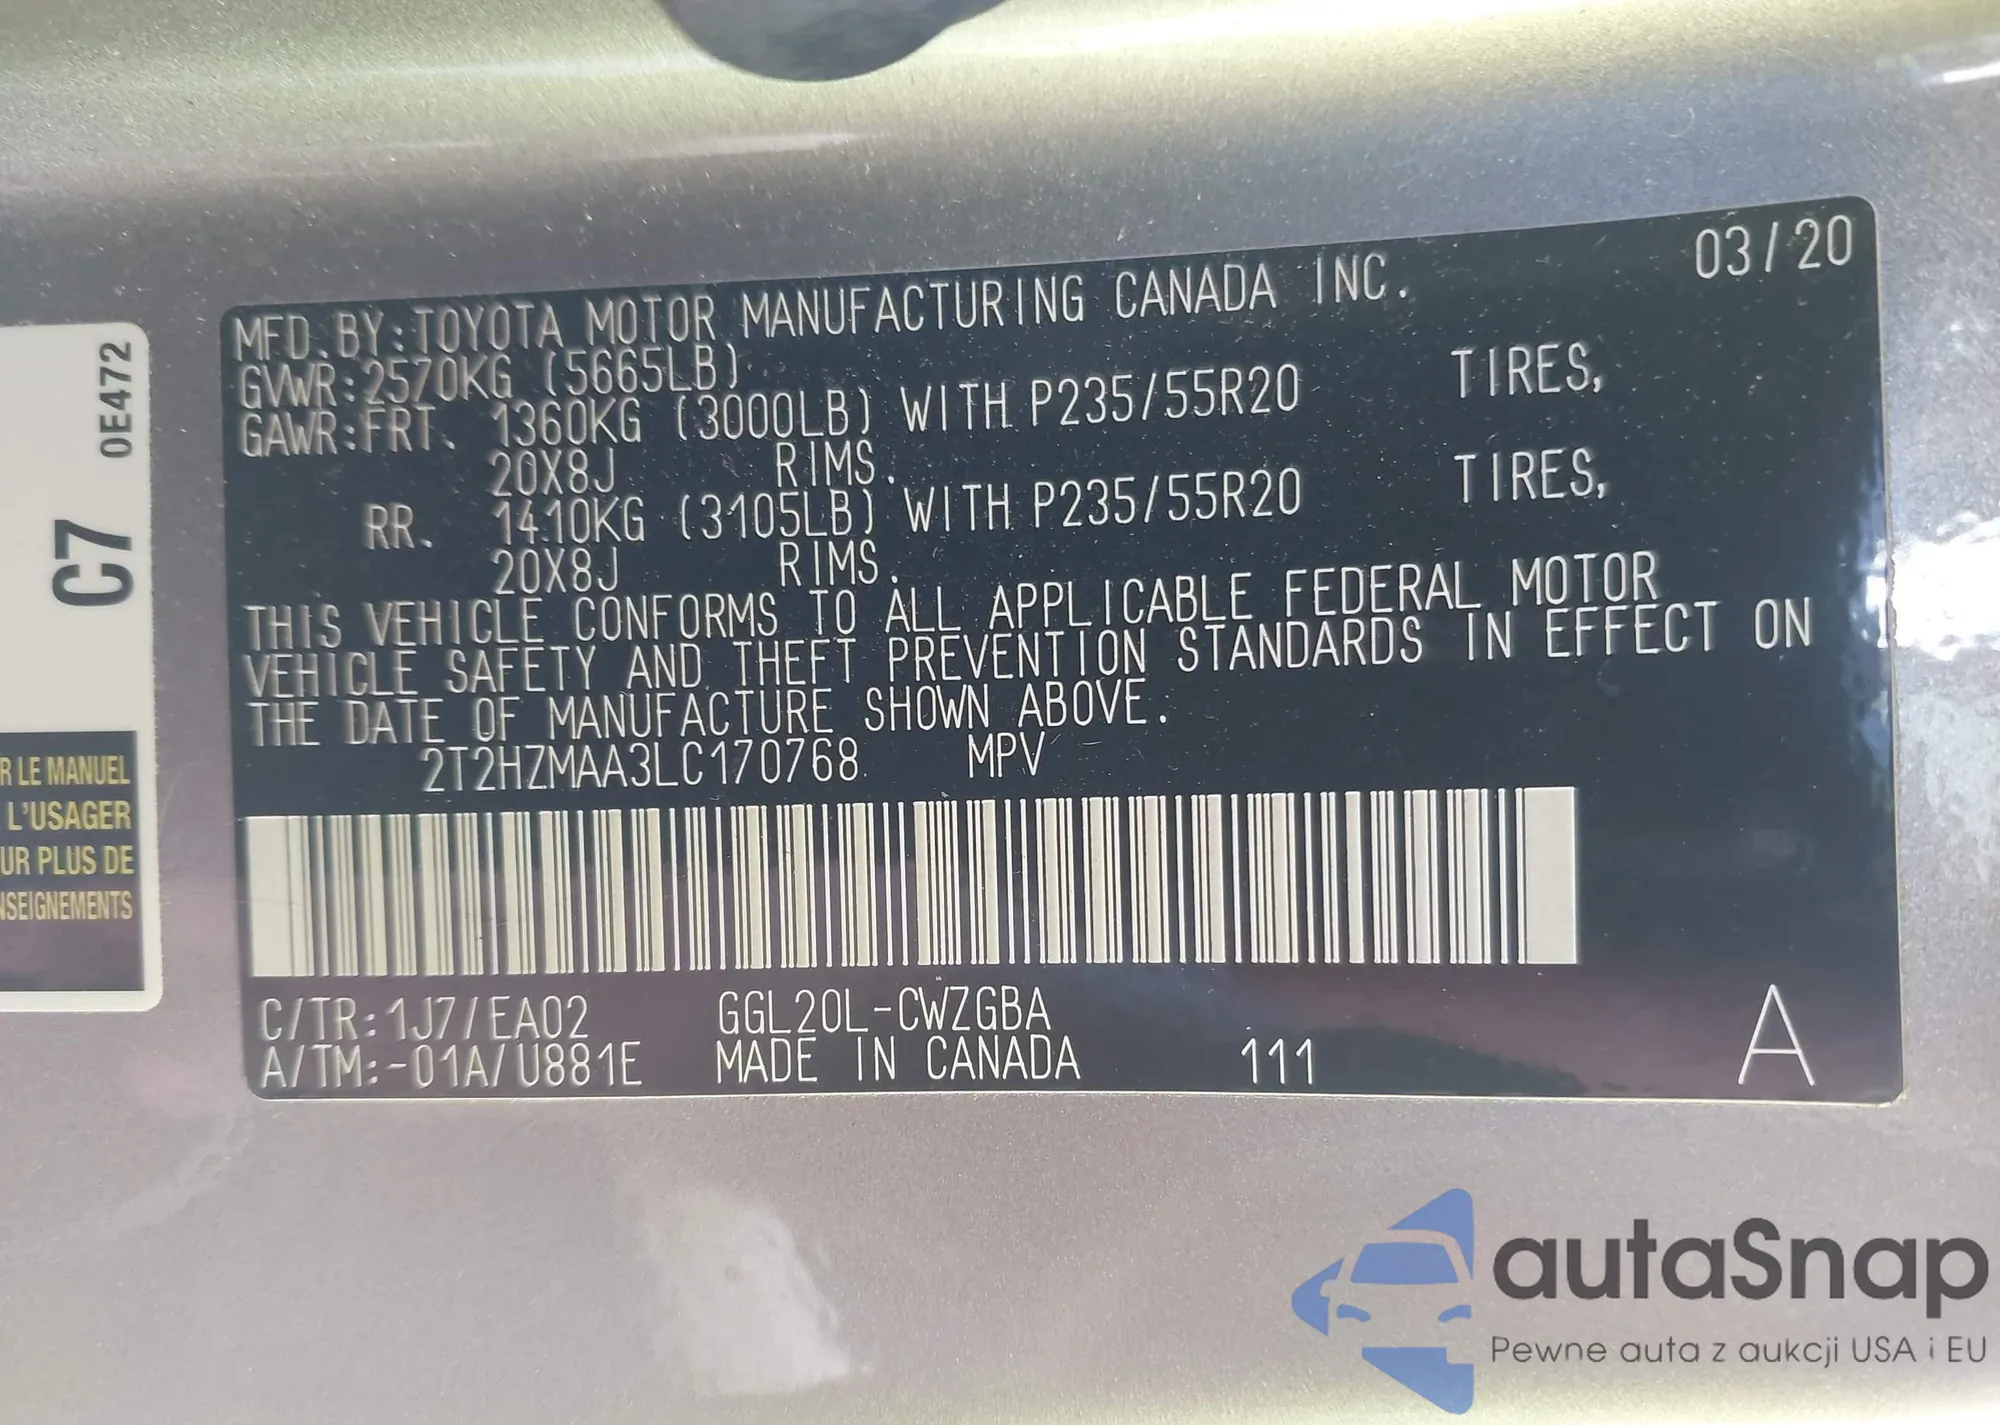 MFD. BY: TOYOTA MOTOR MANUFACTURING CANADA INC. 03/20
GVWR: 2570KG (5665LB)
GAWR: FRT. 1360KG (3000LB) WITH P235/55R20 TIRES,
20X8J RIMS.
RR. 1410KG (3105LB) WITH P235/55R20 TIRES,
20X8J RIMS.
THIS VEHICLE CONFORMS TO ALL APPLICABLE FEDERAL MOTOR
VEHICLE SAFETY AND THEFT PREVENTION STANDARDS IN EFFECT ON
THE DATE OF MANUFACTURE SHOWN ABOVE.
2T2HZMAA3LC170768 MPV
C/TR: 1J7/EA02 GGL20L-CWZGBA
A/TM: -01A/U881E MADE IN CANADA 111 A
0E472
C7
R LE MANUEL
L'USAGER
UR PLUS DE
NSEIGNEMENTS
autaSnap
Pewne auta z aukcji USA i EU